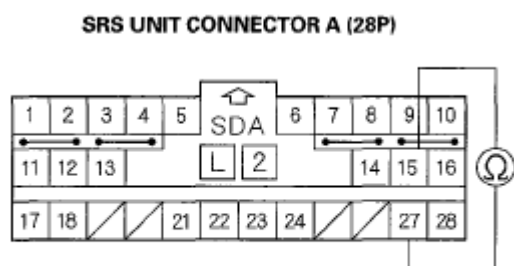 SRS UNIT CONNECTOR A (28P)
1 2 3 4 5 SDA 6 7 8 9 10
11 12 13 L 2 14 15 16 Ω
17 18 21 22 23 24 27 28